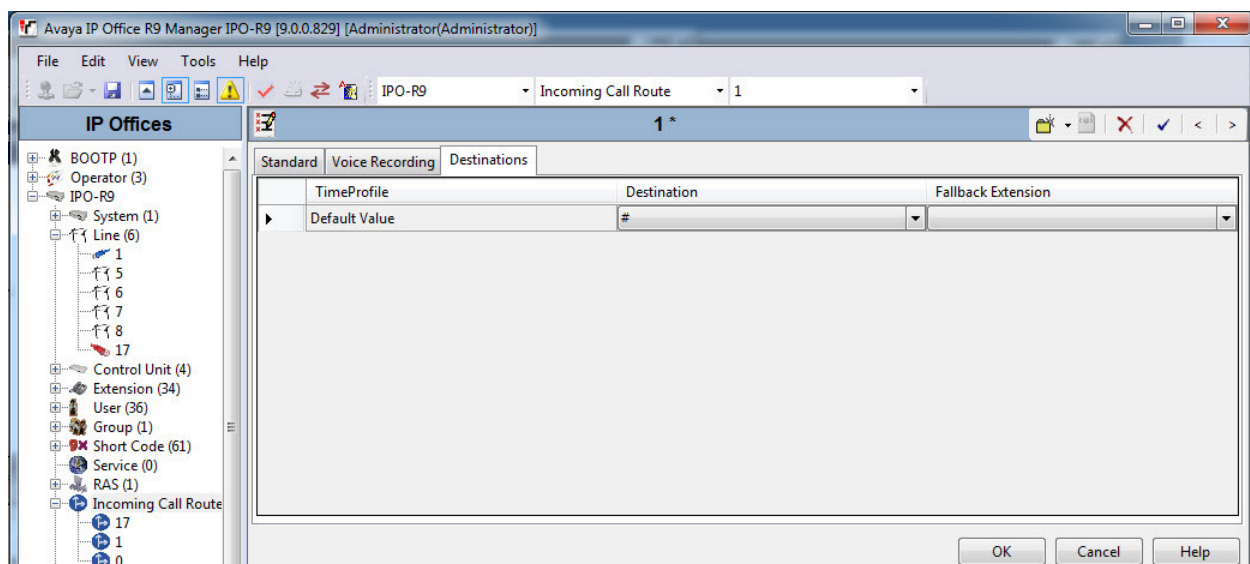 Avaya IP Office R9 Manager IPO-R9 [9.0.0.829] [Administrator(Administrator)]
File Edit View Tools Help
IPO-R9 Incoming Call Route 1
IP Offices
1 *
BOOTP (1)
Operator (3)
IPO-R9
System (1)
Line (6)
1
5
6
7
8
17
Control Unit (4)
Extension (34)
User (36)
Group (1)
Short Code (61)
Service (0)
RAS (1)
Incoming Call Route
17
1
0
Standard Voice Recording Destinations
TimeProfile Destination Fallback Extension
Default Value #
OK Cancel Help